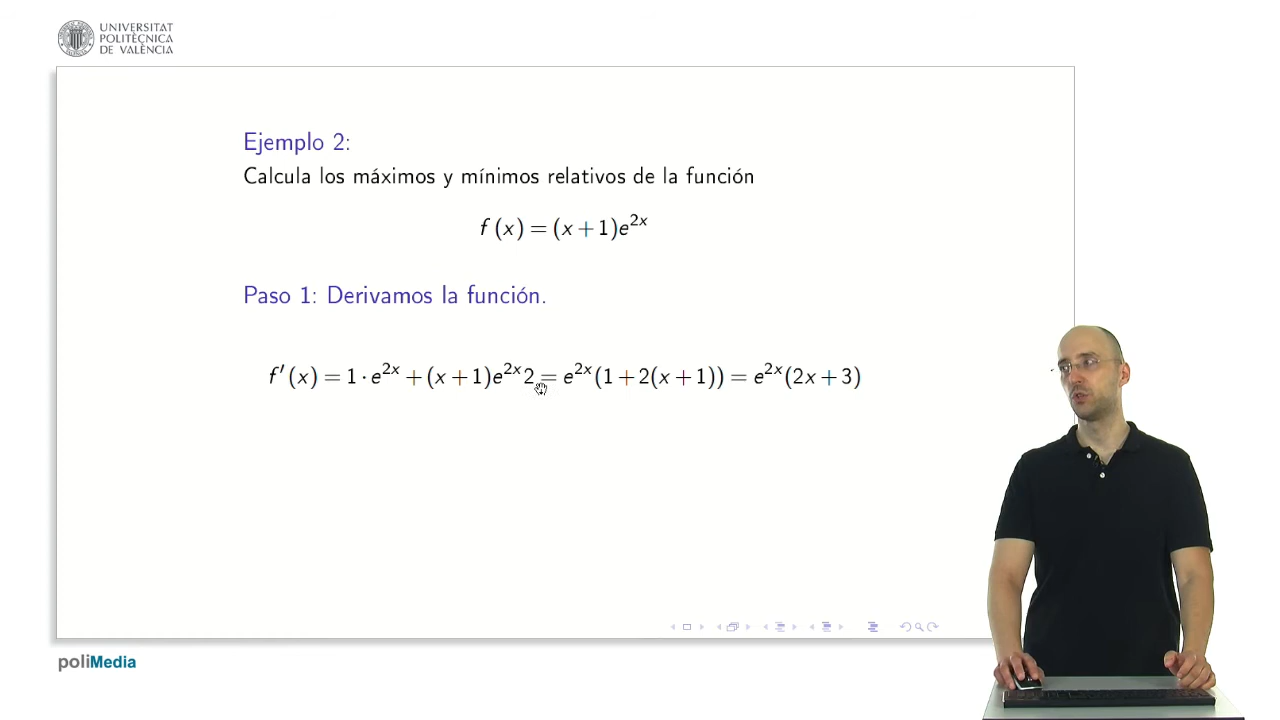 UNIVERSITAT
POLITÈCNICA
DE VALÈNCIA
Ejemplo 2:
Calcula los máximos y mínimos relativos de la función
f(x) = (x+1)e^{2x}
Paso 1: Derivamos la función.
f′(x) = 1·e^{2x} + (x+1)e^{2x}2 = e^{2x}(1+2(x+1)) = e^{2x}(2x+3)
poliMedia